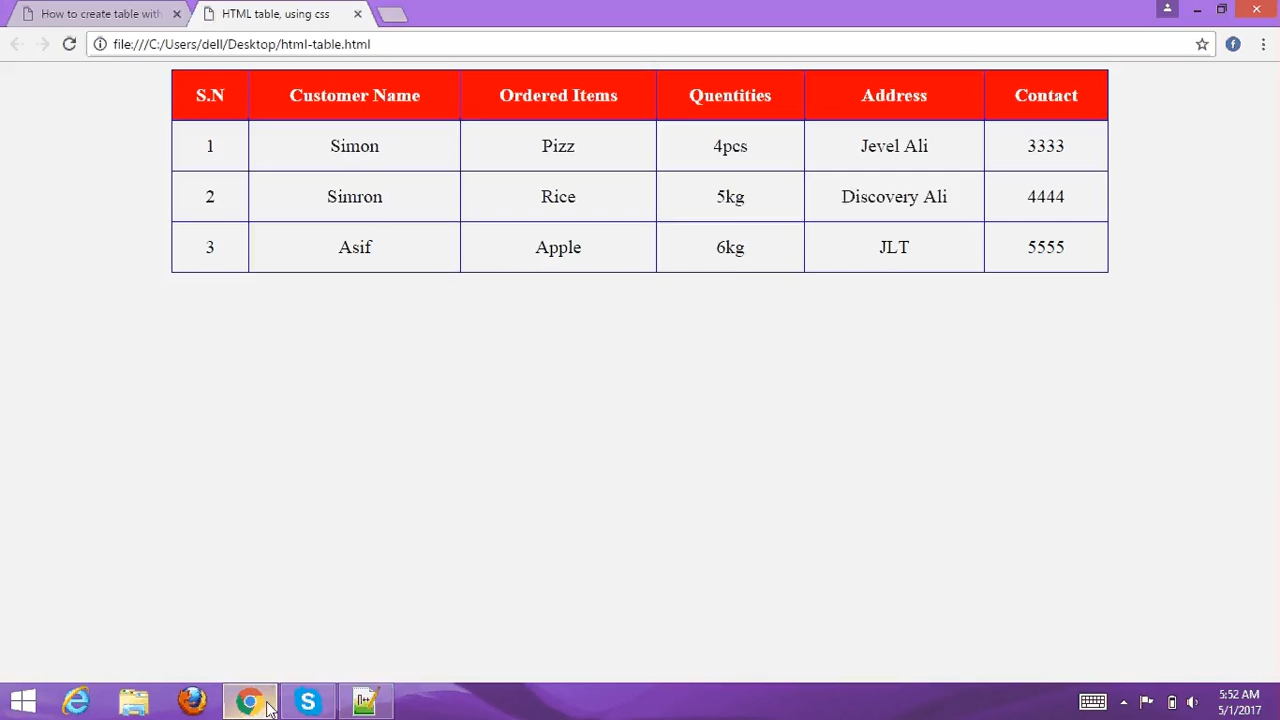 How to create table with
HTML table, using css
file:///C:/Users/dell/Desktop/html-table.html
S.N Customer Name Ordered Items Quentities Address Contact
1 Simon Pizz 4pcs Jevel Ali 3333
2 Simron Rice 5kg Discovery Ali 4444
3 Asif Apple 6kg JLT 5555
5:52 AM
5/1/2017